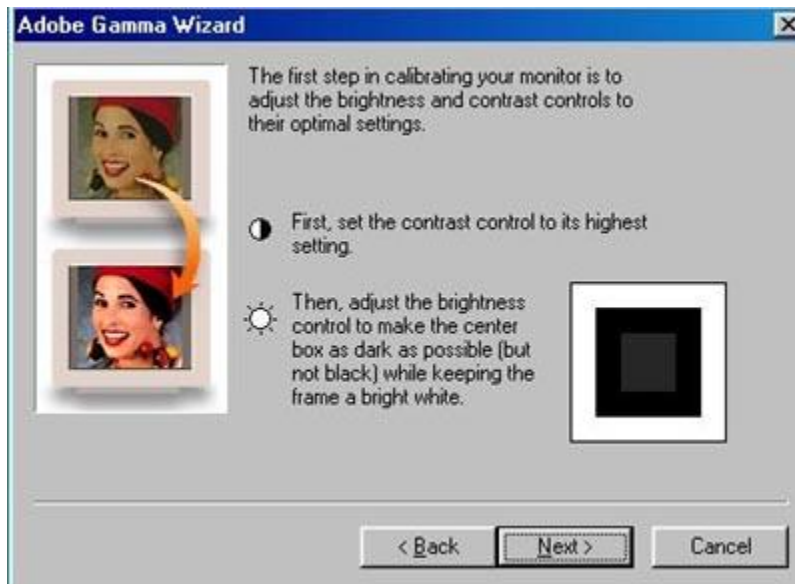 Adobe Gamma Wizard
The first step in calibrating your monitor is to
adjust the brightness and contrast controls to
their optimal settings.
First, set the contrast control to its highest
setting.
Then, adjust the brightness
control to make the center
box as dark as possible (but
not black) while keeping the
frame a bright white.
< Back
Next >
Cancel